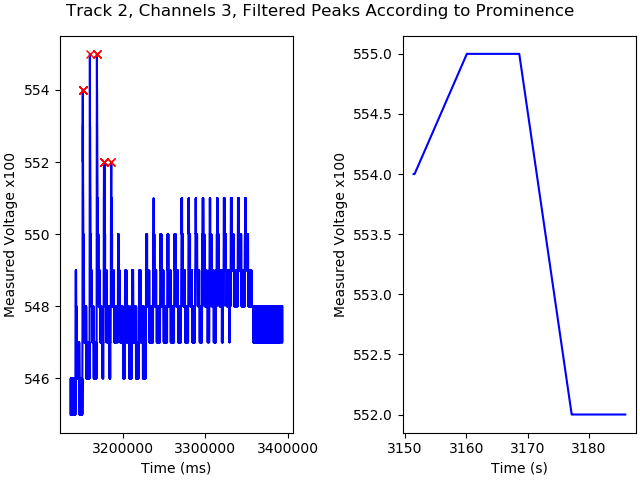 Track 2, Channels 3, Filtered Peaks According to Prominence
Measured Voltage x100
554
552
550
548
546
3200000 3300000 3400000
Time (ms)
Measured Voltage x100
555.0
554.5
554.0
553.5
553.0
552.5
552.0
3150 3160 3170 3180
Time (s)